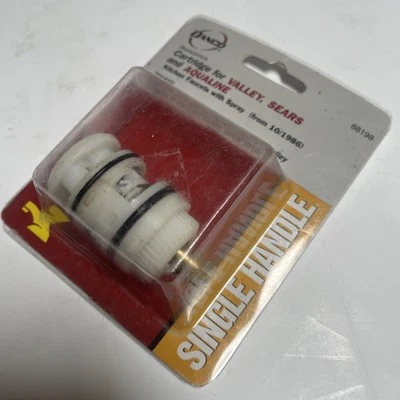 DANCO
Cartridge for VALLEY, SEARS
and AQUALINE
Kitchen Faucets with Spray (from 10/1986)
88198
SINGLE HANDLE